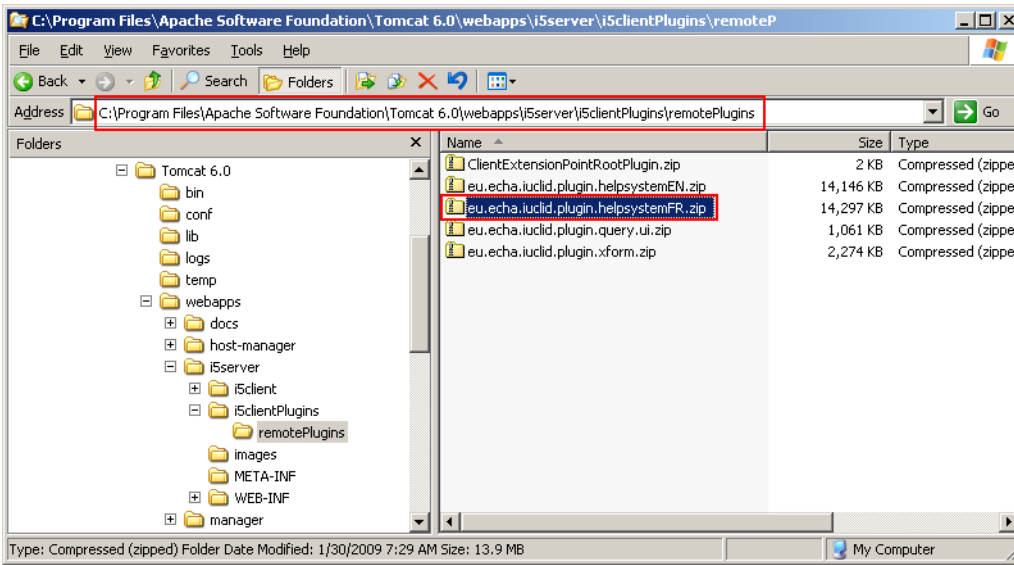 C:\Program Files\Apache Software Foundation\Tomcat 6.0\webapps\i5server\i5clientPlugins\remoteP
File Edit View Favorites Tools Help
Back Search Folders
Address C:\Program Files\Apache Software Foundation\Tomcat 6.0\webapps\i5server\i5clientPlugins\remotePlugins Go
Folders
Tomcat 6.0
bin
conf
lib
logs
temp
webapps
docs
host-manager
i5server
i5client
i5clientPlugins
remotePlugins
images
META-INF
WEB-INF
manager
Name Size Type
ClientExtensionPointRootPlugin.zip 2 KB Compressed (zippe
eu.echa.iuclid.plugin.helpsystemEN.zip 14,146 KB Compressed (zippe
eu.echa.iuclid.plugin.helpsystemFR.zip 14,297 KB Compressed (zippe
eu.echa.iuclid.plugin.query.ui.zip 1,061 KB Compressed (zippe
eu.echa.iuclid.plugin.xform.zip 2,274 KB Compressed (zippe
Type: Compressed (zipped) Folder Date Modified: 1/30/2009 7:29 AM Size: 13.9 MB My Computer